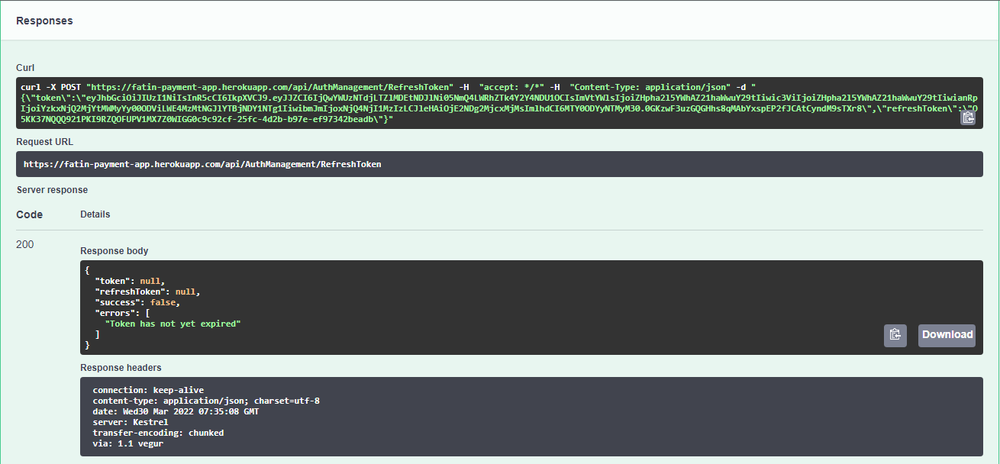 Responses
Curl
curl -X POST "https://fatin-payment-app.herokuapp.com/api/AuthManagement/RefreshToken" -H  "accept: */*" -H  "Content-Type: application/json" -d "
{\"token\":\"eyJhbGciOiJIUzI1NiIsInR5cCI6IkpXVCJ9.eyJJZCI6IjQwYWUzNTdjLTZlMDEtNDJlNi05NmQ4LWRhZTk4Y2Y4NDU1OCIsImVtYWlsIjoiZHpha2l5YWhAZ21haWwuY29tIiwic3ViIjoiZHpha2l5YWhAZ21haWwuY29tIiwianRp
IjoiYzkxNjQ2MjYtMWMyYy00ODViLWE4MzMtNGJlYTBjNDY1NTg1IiwibmJmIjoxNjQ4NjI1MzIzLCJleHAiOjE2NDg2MjcxMjMsImlhdCI6MTY0ODYyNTMyM30.0GKzwF3uzGQGHhs8qMAbYxspEP2fJCAtCyndM9sTXr8\",\"refreshToken\":\"O
5KK37NQQQ921PKI9RZQOFUPV1MX7Z0WIGG0c9c92cf-25fc-4d2b-b97e-ef97342beadb\"}"
Request URL
https://fatin-payment-app.herokuapp.com/api/AuthManagement/RefreshToken
Server response
Code Details
200
Response body
{
  "token": null,
  "refreshToken": null,
  "success": false,
  "errors": [
    "Token has not yet expired"
  ]
}
Download
Response headers
connection: keep-alive
content-type: application/json; charset=utf-8
date: Wed30 Mar 2022 07:35:08 GMT
server: Kestrel
transfer-encoding: chunked
via: 1.1 vegur